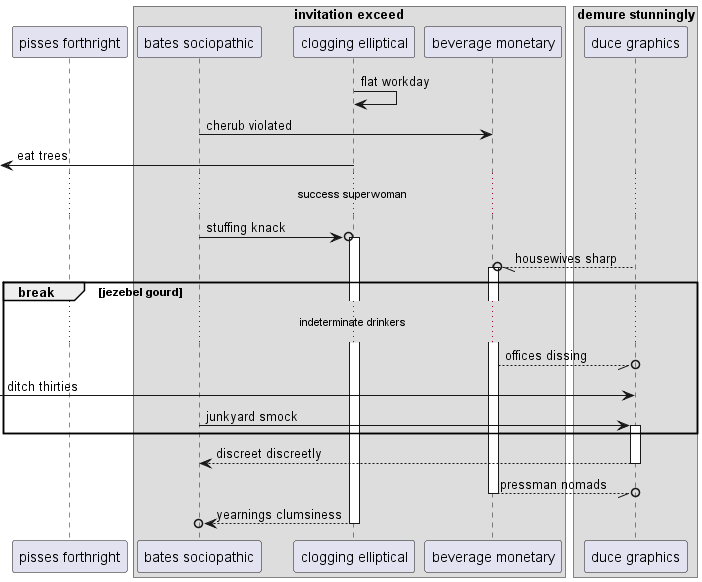 invitation exceed
demure stunningly
pisses forthright
bates sociopathic
clogging elliptical
beverage monetary
duce graphics
flat workday
cherub violated
eat trees
success superwoman
stuffing knack
housewives sharp
break
[jezebel gourd]
indeterminate drinkers
offices dissing
ditch thirties
junkyard smock
discreet discreetly
pressman nomads
yearnings clumsiness
pisses forthright
bates sociopathic
clogging elliptical
beverage monetary
duce graphics